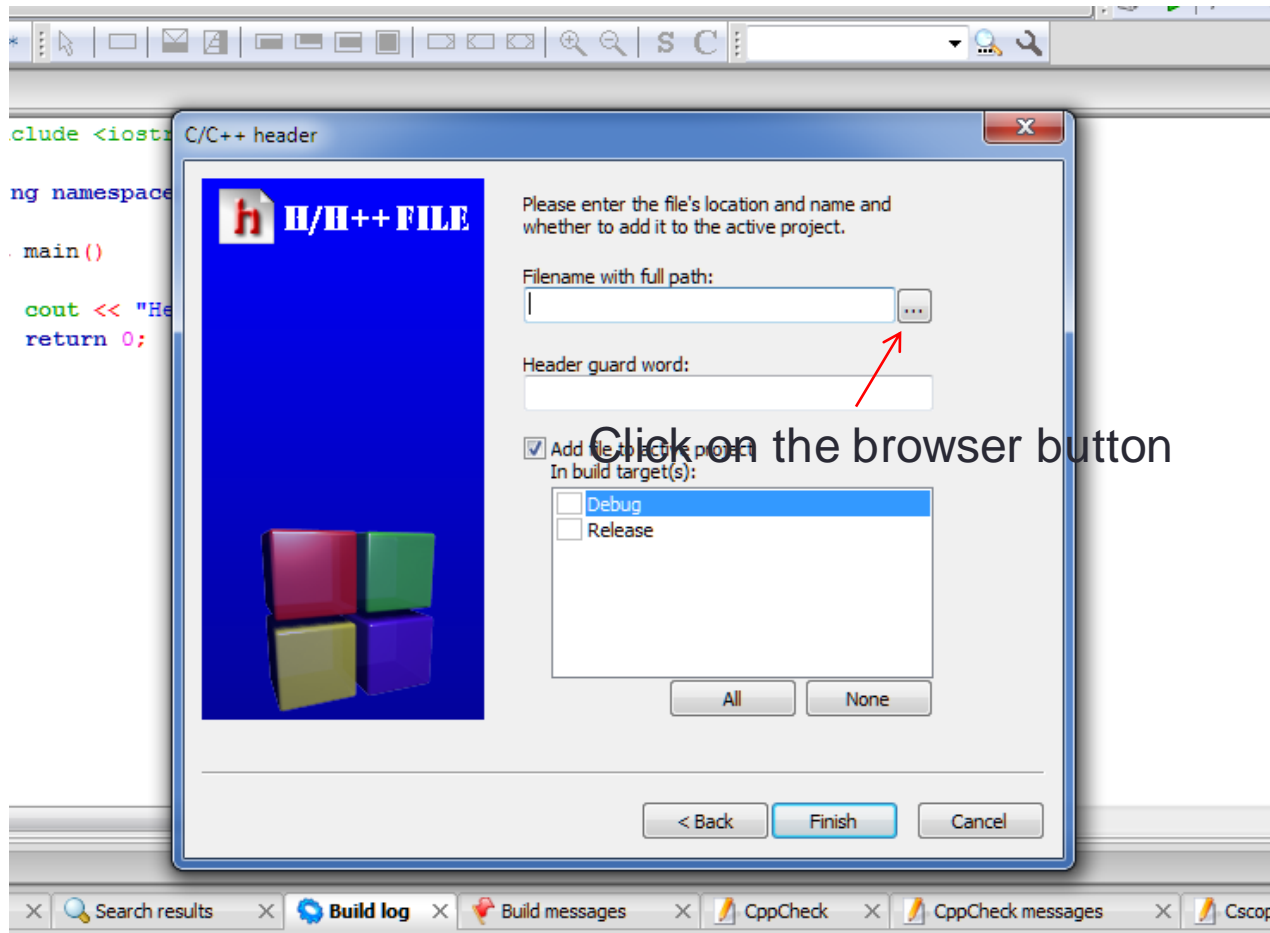 *
S C
clude <iostr
ng namespace
main()
cout << "He
return 0;
C/C++ header
x
h H/H++ FILE
Please enter the file's location and name and
whether to add it to the active project.
Filename with full path:
...
Header guard word:
Click on the browser button
Add file to active project
In build target(s):
Debug
Release
All None
< Back Finish Cancel
Search results Build log Build messages CppCheck CppCheck messages Cscop